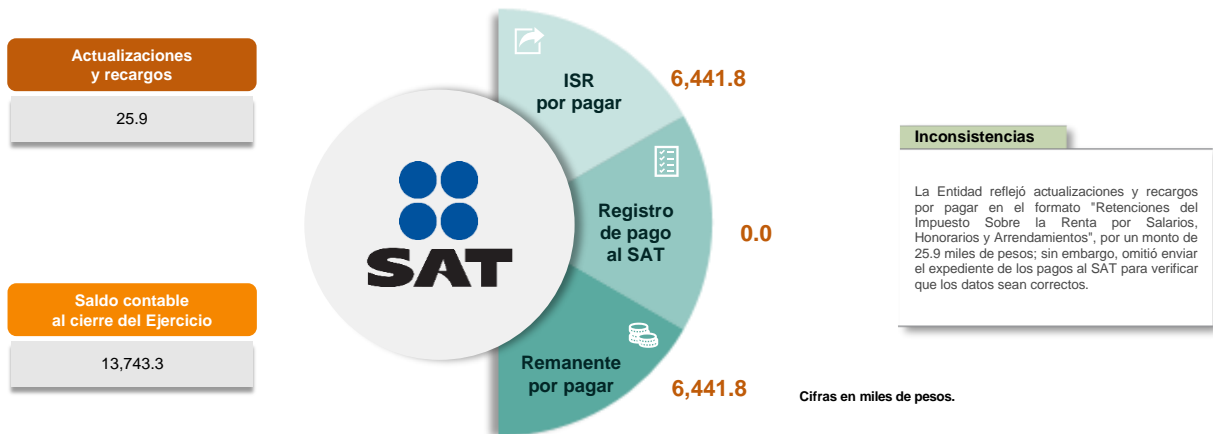 Actualizaciones
y recargos
25.9
Saldo contable
al cierre del Ejercicio
13,743.3
SAT
ISR
por pagar
6,441.8
Registro
de pago
al SAT
0.0
Remanente
por pagar
6,441.8
Inconsistencias
La Entidad reflejó actualizaciones y recargos
por pagar en el formato "Retenciones del
Impuesto Sobre la Renta por Salarios,
Honorarios y Arrendamientos", por un monto de
25.9 miles de pesos; sin embargo, omitió enviar
el expediente de los pagos al SAT para verificar
que los datos sean correctos.
Cifras en miles de pesos.